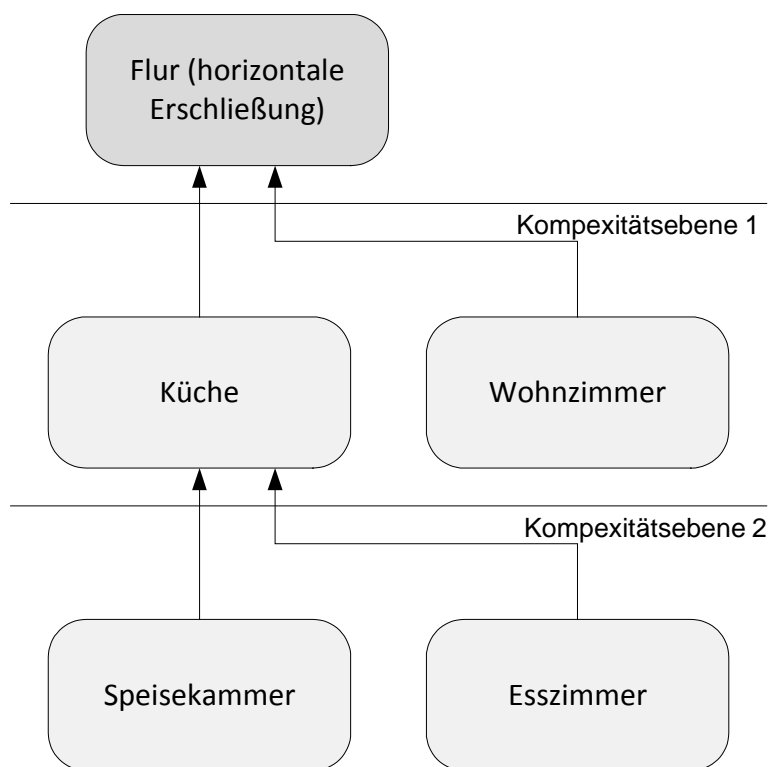 Flur (horizontale
Erschließung)
Kompexitätsebene 1
Küche
Wohnzimmer
Kompexitätsebene 2
Speisekammer
Esszimmer